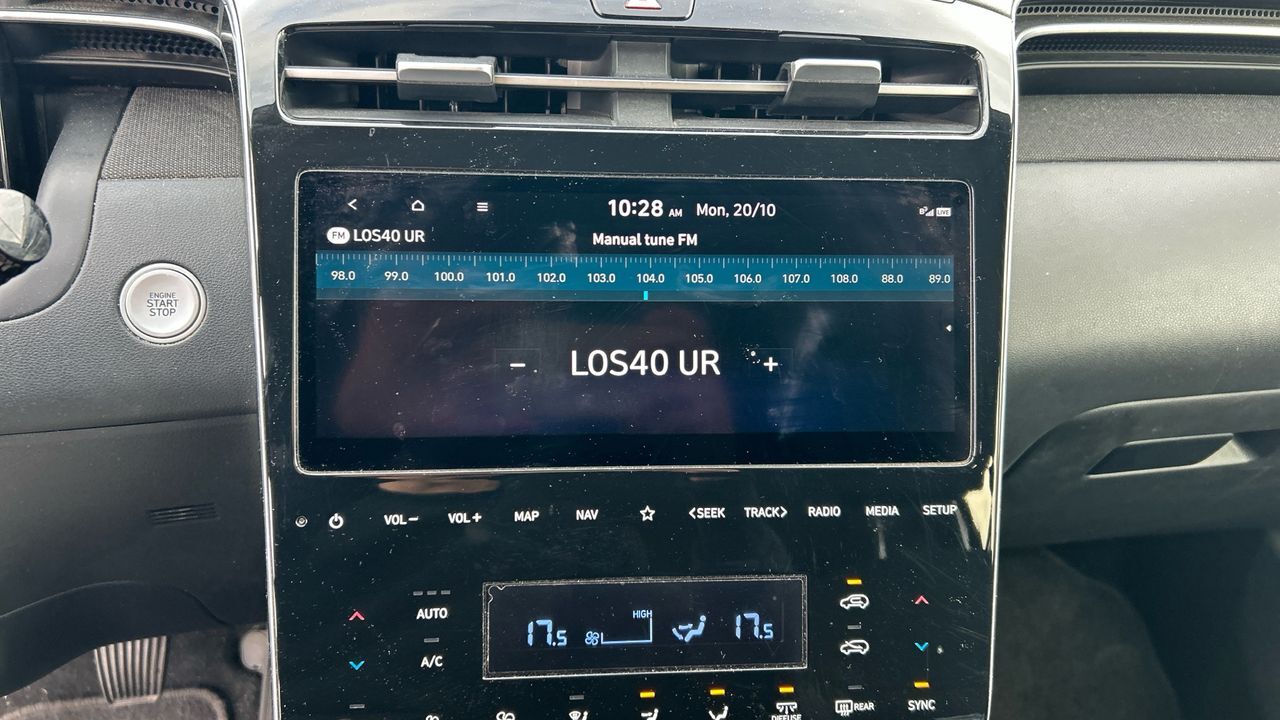 10:28 AM Mon, 20/10
LIVE
FM LOS40 UR
Manual tune FM
98.0 99.0 100.0 101.0 102.0 103.0 104.0 105.0 106.0 107.0 108.0 88.0 89.0
ENGINE
START
STOP
− LOS40 UR +
VOL− VOL+ MAP NAV <SEEK TRACK> RADIO MEDIA SETUP
AUTO
HIGH
17.5 17.5
A/C
DIFFUSE
REAR
SYNC